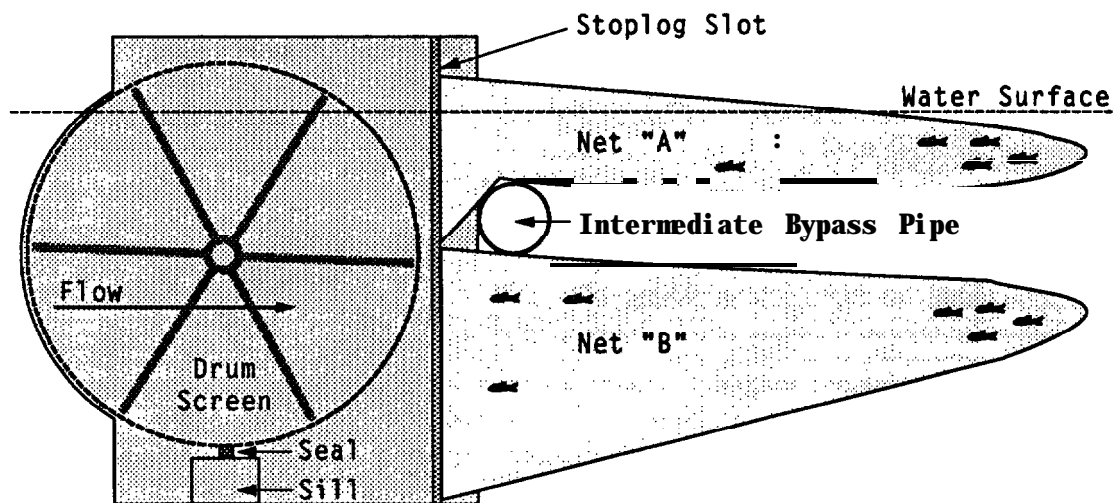 Stoplog Slot
Water Surface
Net "A"
Intermediate Bypass Pipe
Flow
Net "B"
Drum
Screen
Seal
Sill